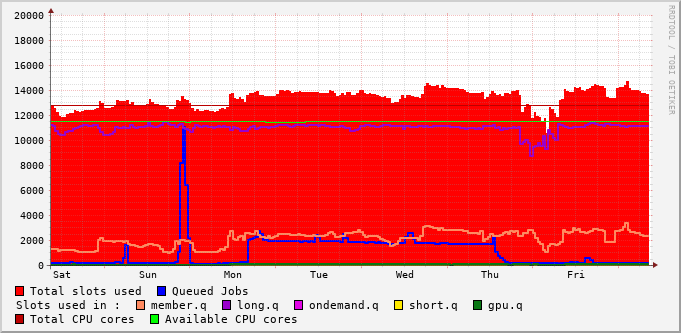 RRDTOOL / TOBI OETIKER
20000
18000
16000
14000
12000
10000
8000
6000
4000
2000
0
Sat Sun Mon Tue Wed Thu Fri
Total slots used Queued Jobs
Slots used in : member.q long.q ondemand.q short.q gpu.q
Total CPU cores Available CPU cores